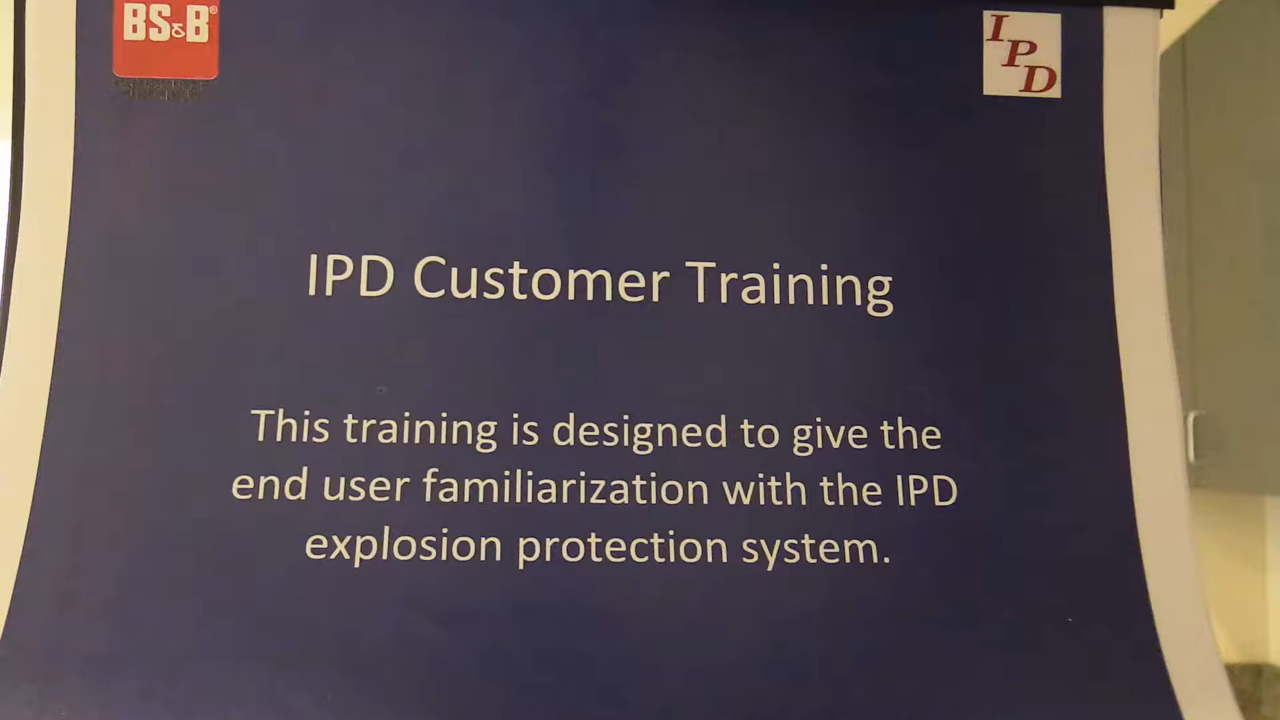 BS&B®
IPD
IPD Customer Training
This training is designed to give the
end user familiarization with the IPD
explosion protection system.